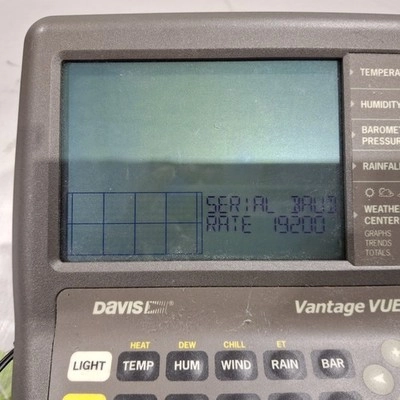 TEMPERA
HUMIDITY
BAROMET
PRESSUR
RAINFAL
WEATHE
CENTER
GRAPHS
TRENDS
TOTALS
SERIAL BAUD
RATE 19200
DAVIS
Vantage VUE
HEAT DEW CHILL ET
LIGHT TEMP HUM WIND RAIN BAR